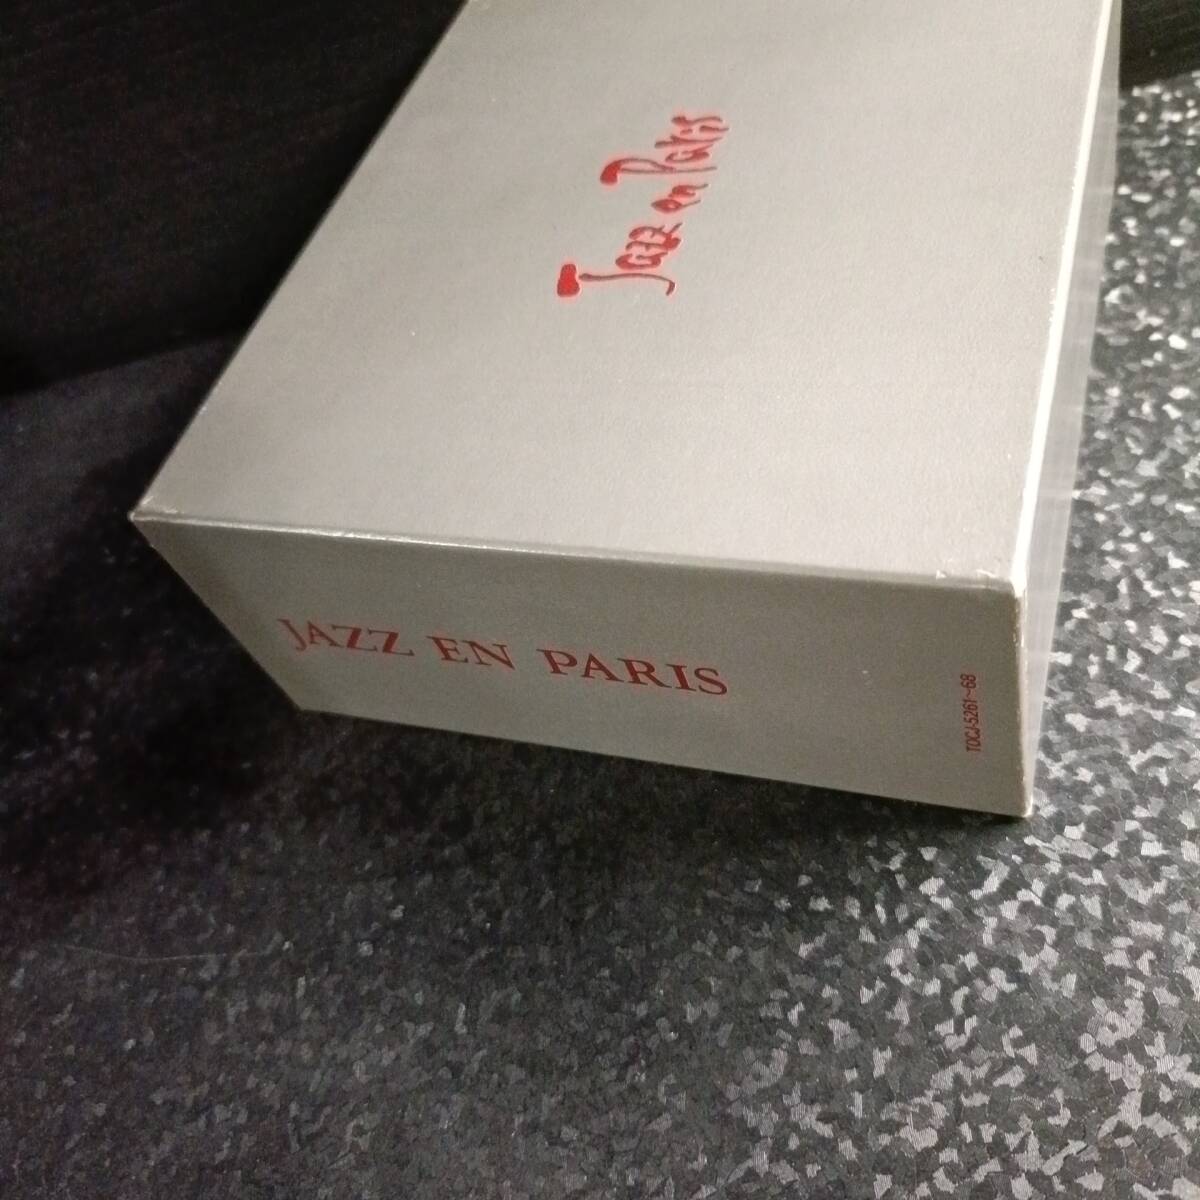 Jazz en Paris
JAZZ EN PARIS
TOCJ-5261~68